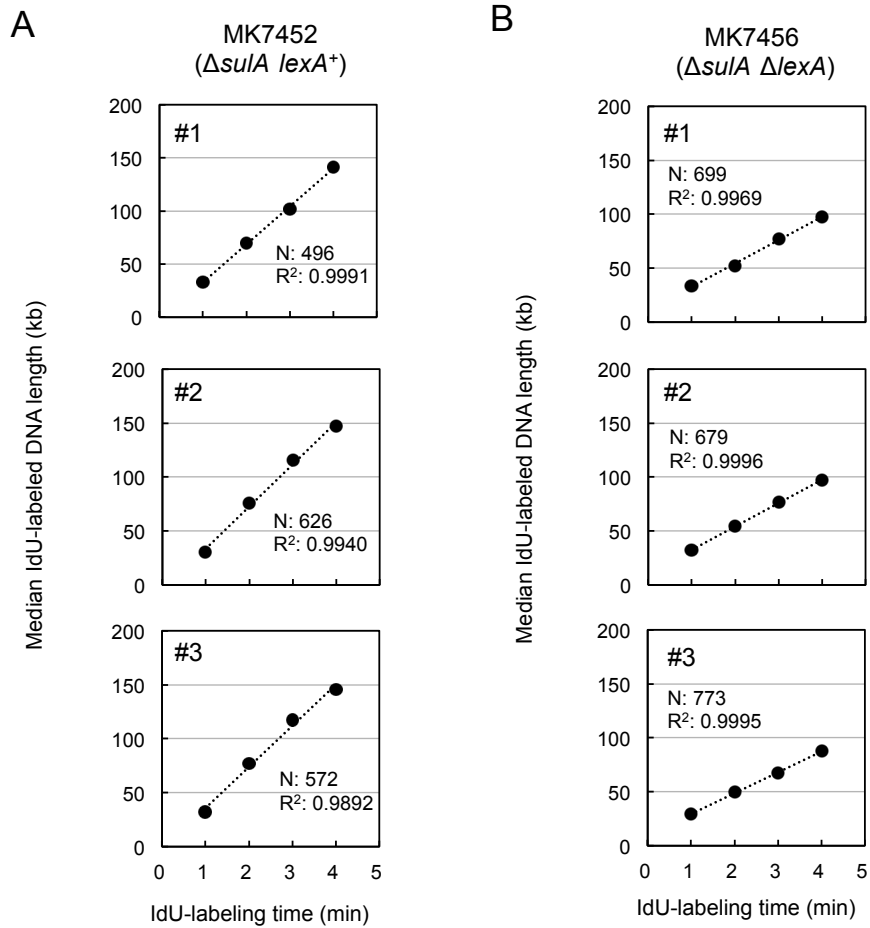 A
MK7452
(ΔsulA lexA⁺)
Median IdU-labeled DNA length (kb)
200
150
100
50
0
#1
N: 496
R²: 0.9991
200
150
100
50
0
#2
N: 626
R²: 0.9940
200
150
100
50
0
#3
N: 572
R²: 0.9892
0 1 2 3 4 5
IdU-labeling time (min)
B
MK7456
(ΔsulA ΔlexA)
Median IdU-labeled DNA length (kb)
200
150
100
50
0
#1
N: 699
R²: 0.9969
200
150
100
50
0
#2
N: 679
R²: 0.9996
200
150
100
50
0
#3
N: 773
R²: 0.9995
0 1 2 3 4 5
IdU-labeling time (min)